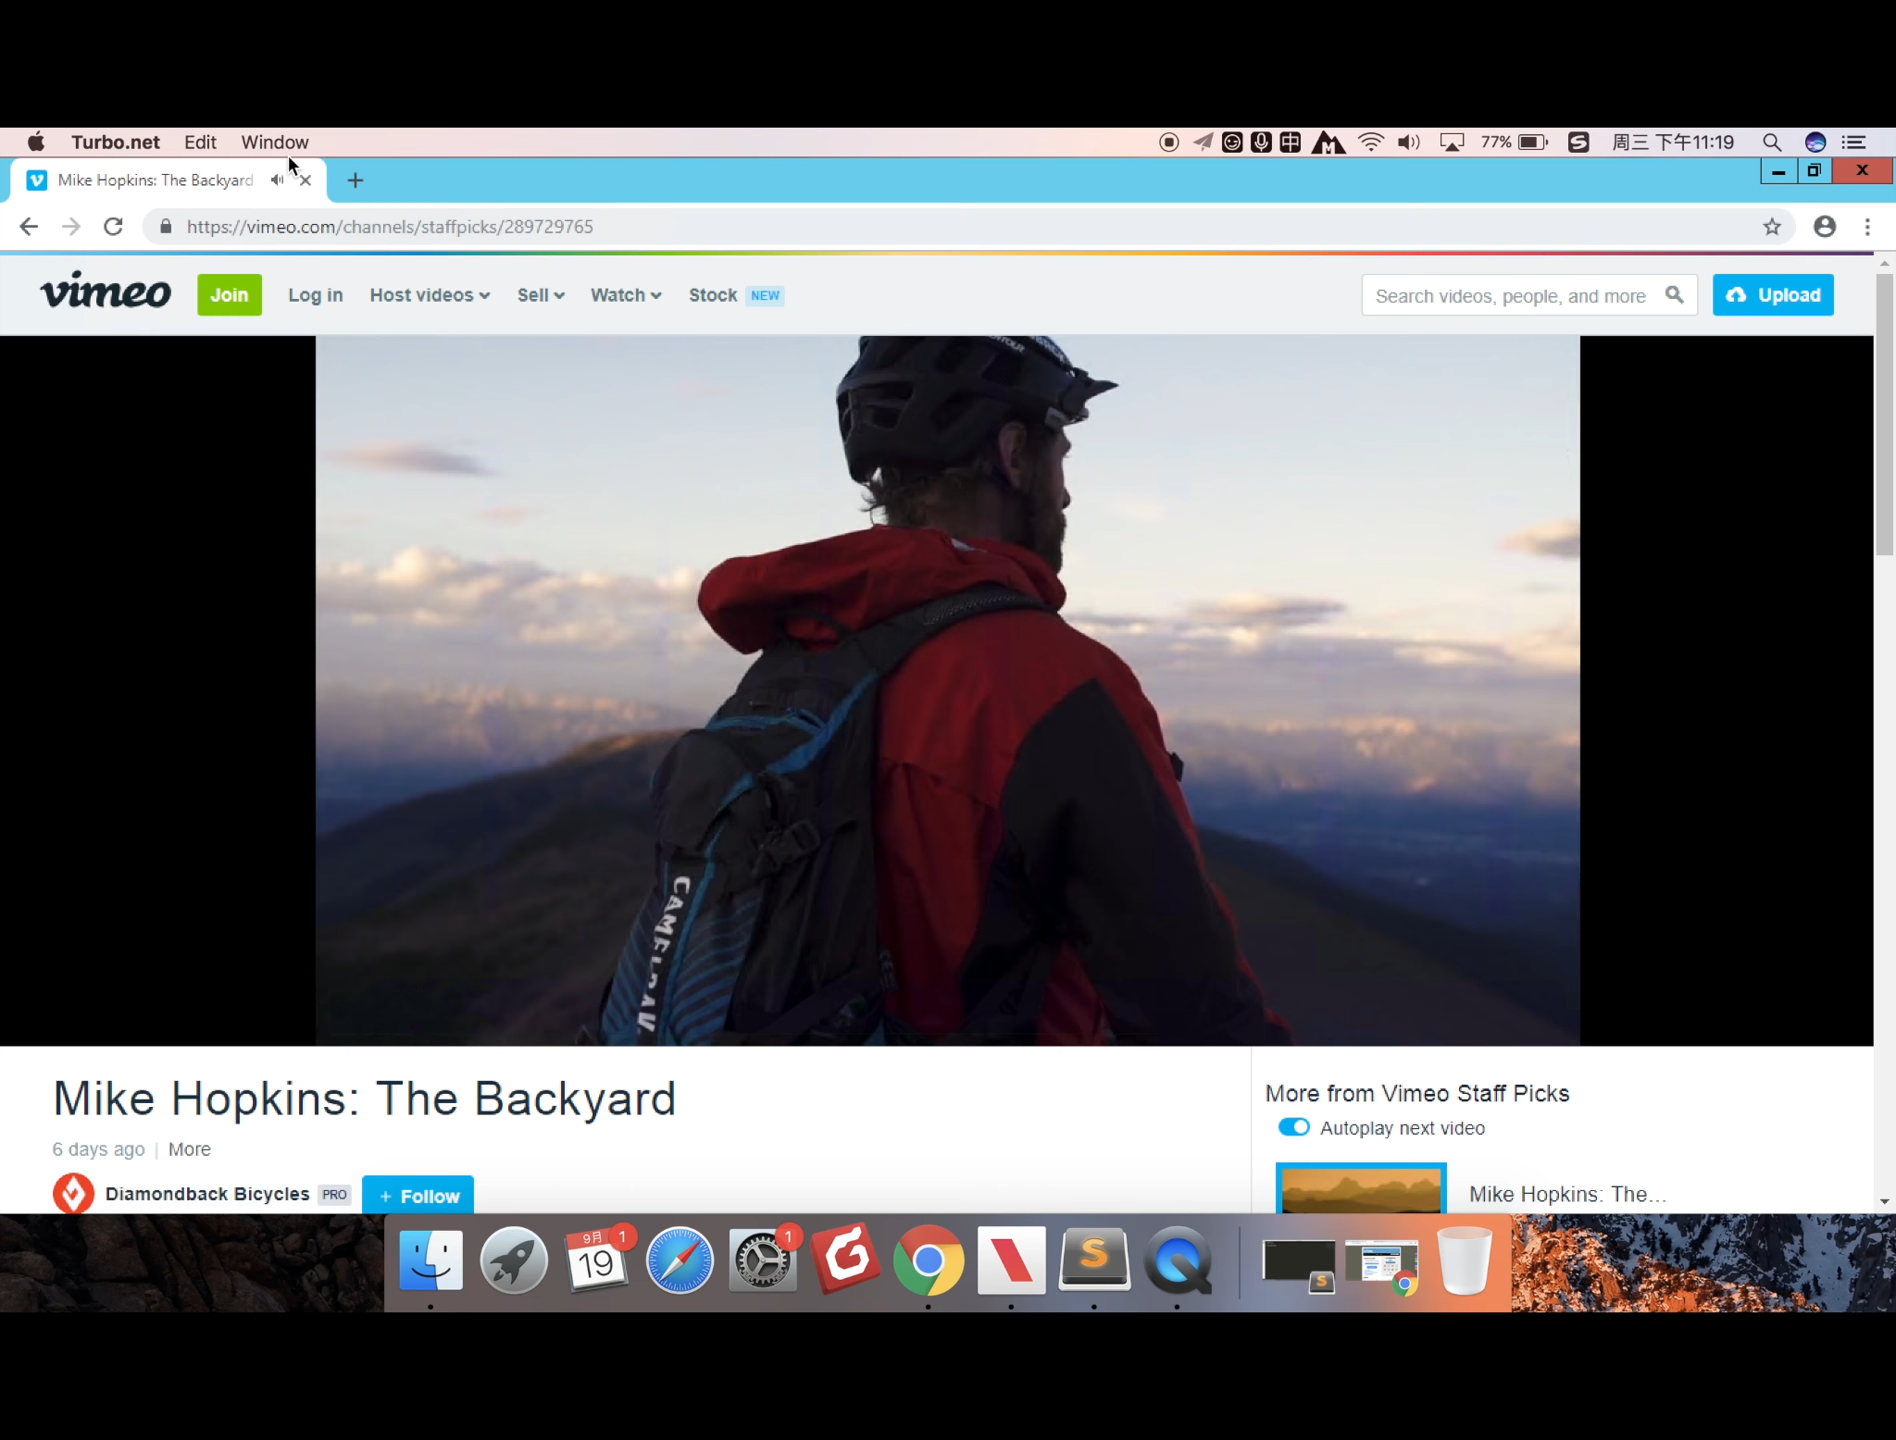 Turbo.net Edit Window 中 77% 周三 下午11:19
Mike Hopkins: The Backyard
https://vimeo.com/channels/staffpicks/289729765
vimeo Join Log in Host videos Sell Watch Stock NEW Search videos, people, and more Upload
CAMELBAK
Mike Hopkins: The Backyard
6 days ago | More
Diamondback Bicycles PRO + Follow
More from Vimeo Staff Picks
Autoplay next video
Mike Hopkins: The...
9月 1
19
1